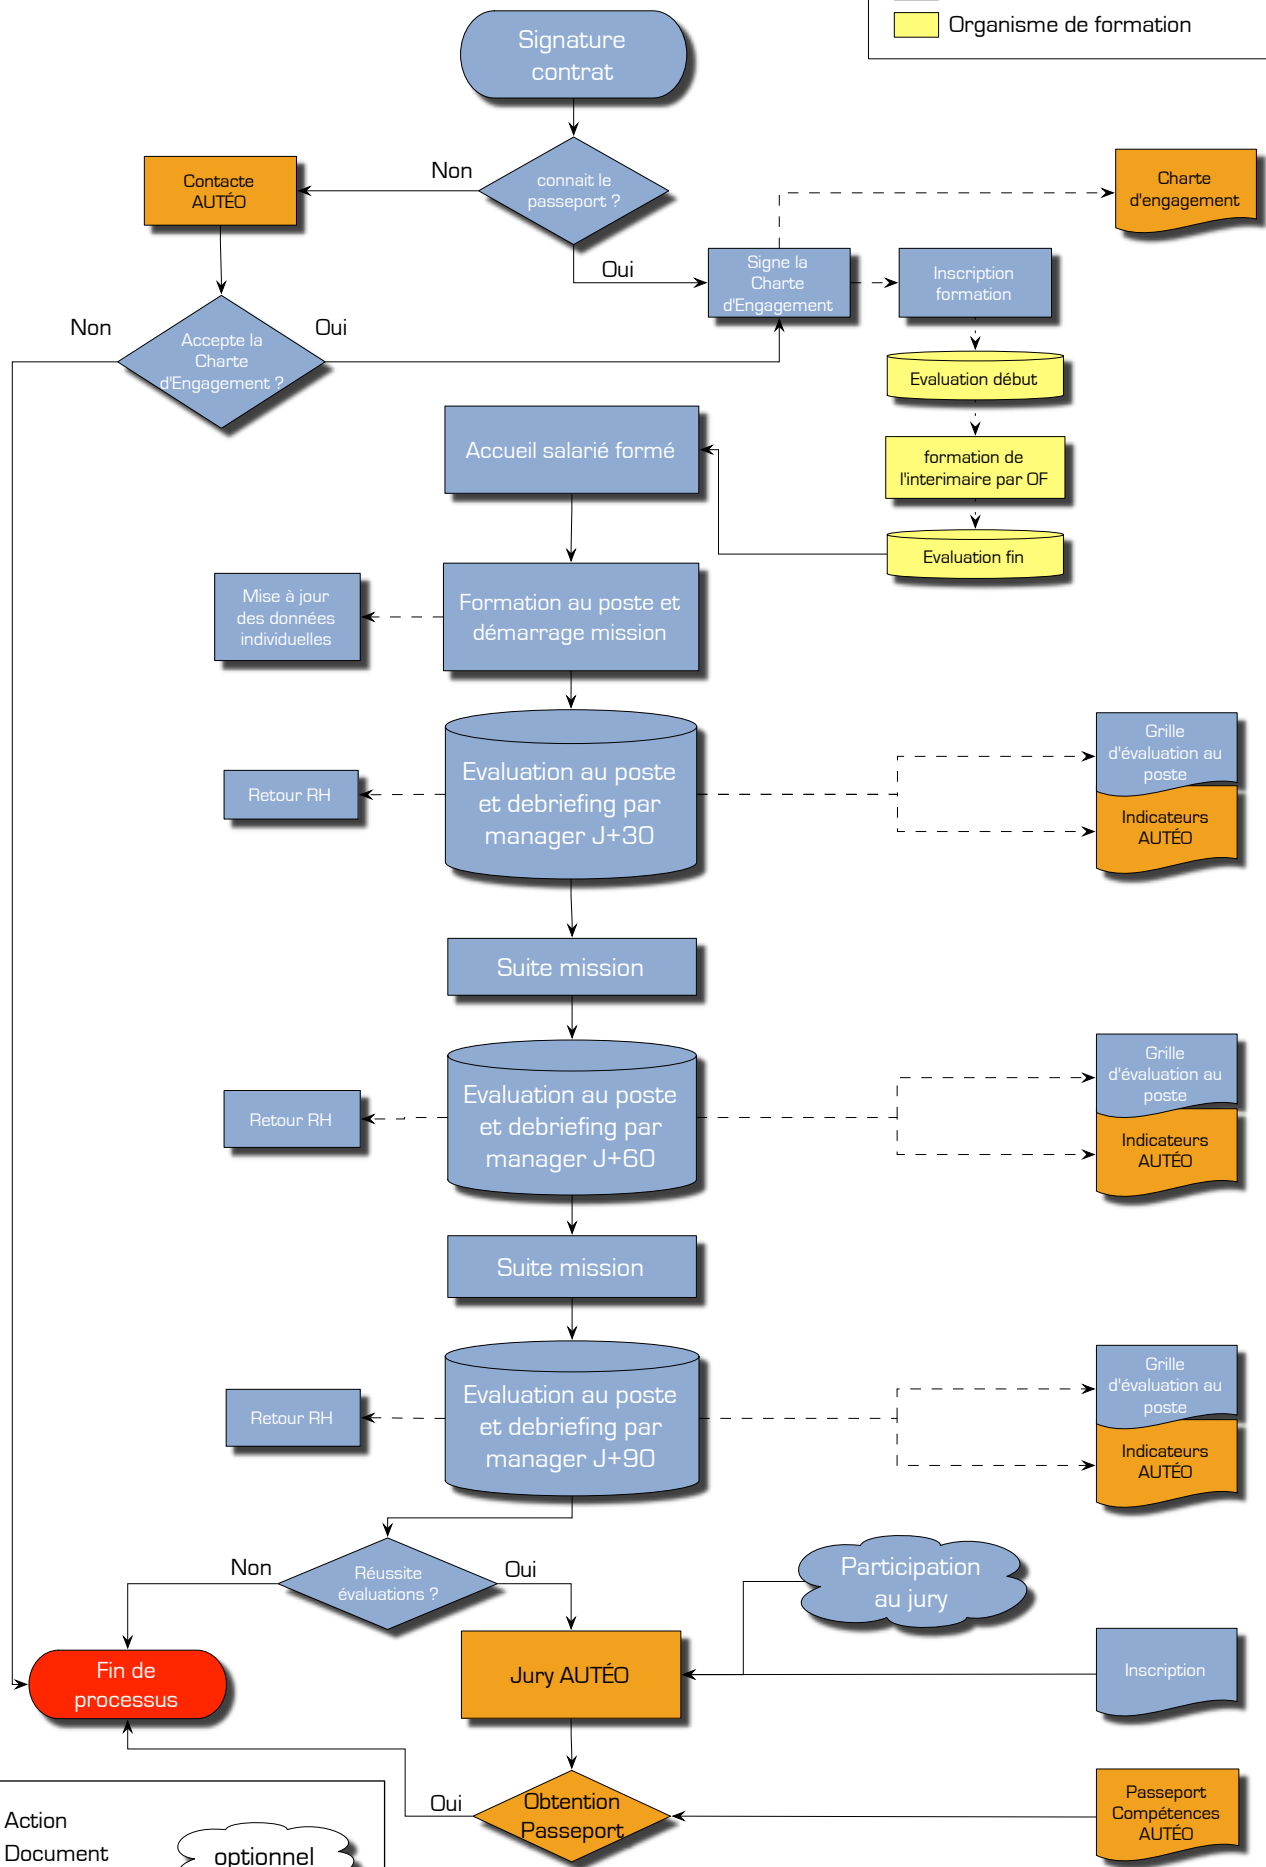 Organisme de formation
Signature
contrat
Non
connait le
passeport ?
Contacte
AUTÉO
Charte
d'engagement
Oui
Signe la
Charte
d'Engagement
Inscription
formation
Non
Accepte la
Charte
d'Engagement ?
Oui
Evaluation début
Accueil salarié formé
formation de
l'interimaire par OF
Evaluation fin
Mise à jour
des données
individuelles
Formation au poste et
démarrage mission
Retour RH
Evaluation au poste
et debriefing par
manager J+30
Grille
d'évaluation au
poste
Indicateurs
AUTÉO
Suite mission
Retour RH
Evaluation au poste
et debriefing par
manager J+60
Grille
d'évaluation au
poste
Indicateurs
AUTÉO
Suite mission
Retour RH
Evaluation au poste
et debriefing par
manager J+90
Grille
d'évaluation au
poste
Indicateurs
AUTÉO
Non
Réussite
évaluations ?
Oui
Participation
au jury
Fin de
processus
Jury AUTÉO
Inscription
Oui
Obtention
Passeport
Passeport
Compétences
AUTÉO
Action
Document
optionnel